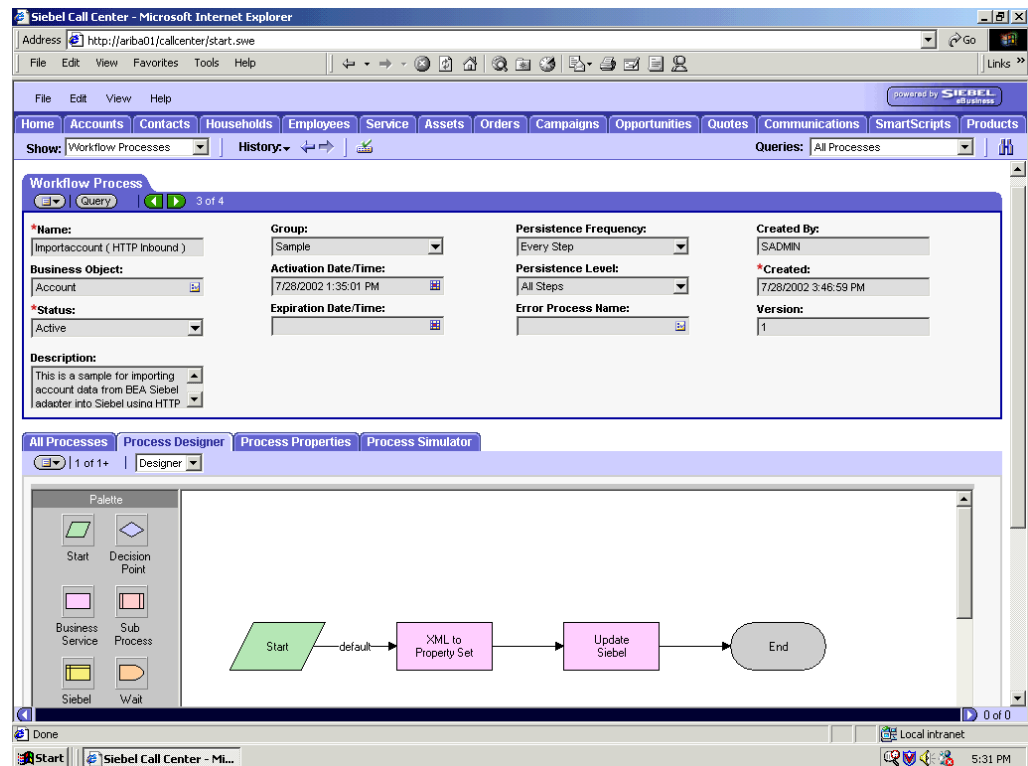 Siebel Call Center - Microsoft Internet Explorer
Address http://ariba01/callcenter/start.swe Go
File Edit View Favorites Tools Help Links »
File Edit View Help powered by SIEBEL eBusiness
Home Accounts Contacts Households Employees Service Assets Orders Campaigns Opportunities Quotes Communications SmartScripts Products
Show: Workflow Processes History: Queries: All Processes
Workflow Process
Query 3 of 4
*Name: Group: Persistence Frequency: Created By:
Importaccount ( HTTP Inbound ) Sample Every Step SADMIN
Business Object: Activation Date/Time: Persistence Level: *Created:
Account 7/28/2002 1:35:01 PM All Steps 7/28/2002 3:46:59 PM
*Status: Expiration Date/Time: Error Process Name: Version:
Active 1
Description:
This is a sample for importing
account data from BEA Siebel
adapter into Siebel using HTTP
All Processes Process Designer Process Properties Process Simulator
1 of 1+ Designer
Palette
Start Decision
Point
Business Sub
Service Process
Siebel Wait
Start default XML to
Property Set Update
Siebel End
0 of 0
Done Local intranet
Start Siebel Call Center - Mi... 5:31 PM